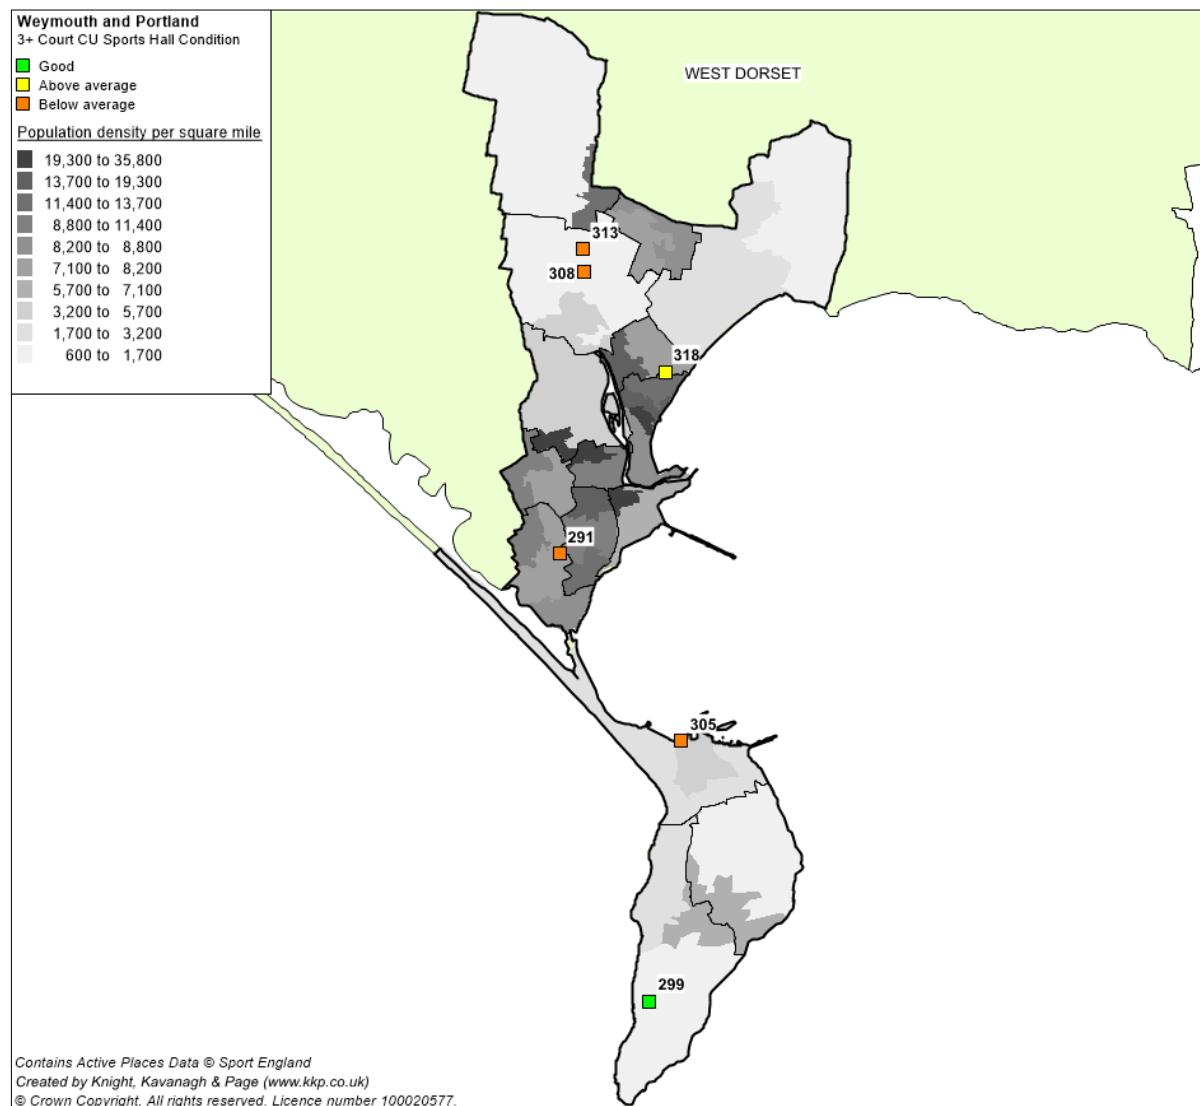 Weymouth and Portland
3+ Court CU Sports Hall Condition
Good
Above average
Below average
Population density per square mile
19,300 to 35,800
13,700 to 19,300
11,400 to 13,700
8,800 to 11,400
8,200 to 8,800
7,100 to 8,200
5,700 to 7,100
3,200 to 5,700
1,700 to 3,200
600 to 1,700
WEST DORSET
313
308
318
291
305
299
Contains Active Places Data © Sport England
Created by Knight, Kavanagh & Page (www.kkp.co.uk)
© Crown Copyright. All rights reserved. Licence number 100020577.